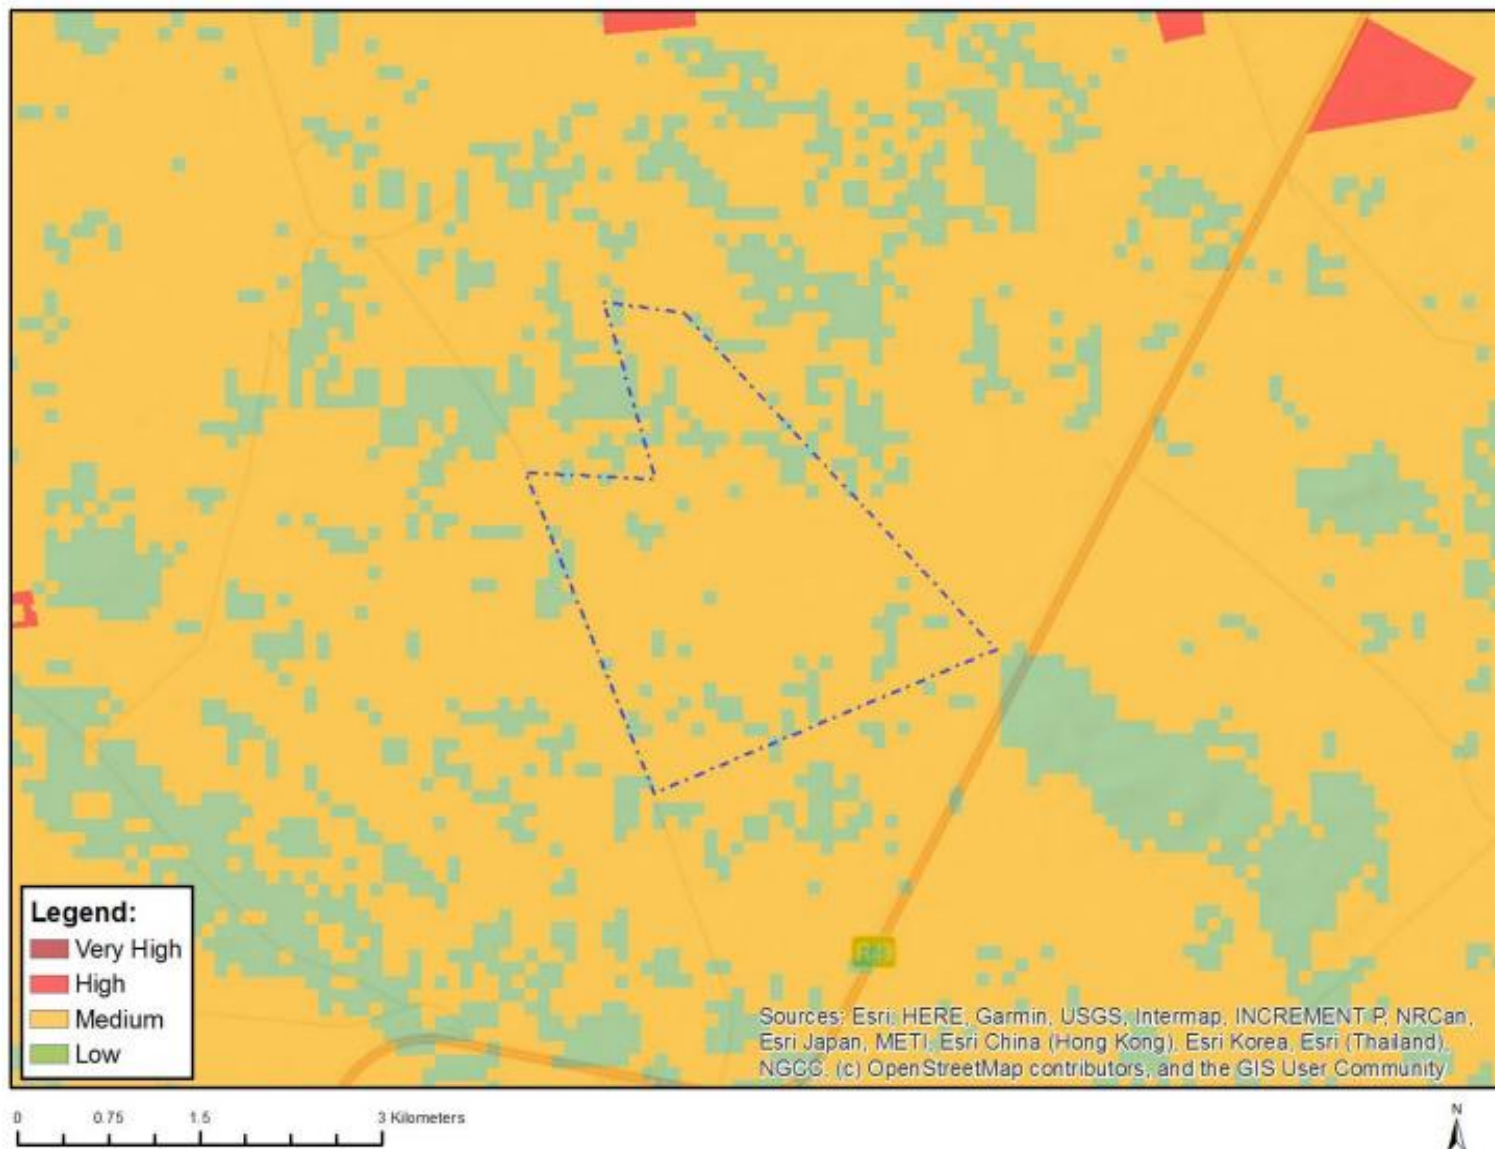 Legend:
Very High
High
Medium
Low
Sources: Esri, HERE, Garmin, USGS, Intermap, INCREMENT P, NRCan,
Esri Japan, METI, Esri China (Hong Kong), Esri Korea, Esri (Thailand),
NGCC, (c) OpenStreetMap contributors, and the GIS User Community
0 0.75 1.5 3 Kilometers
N